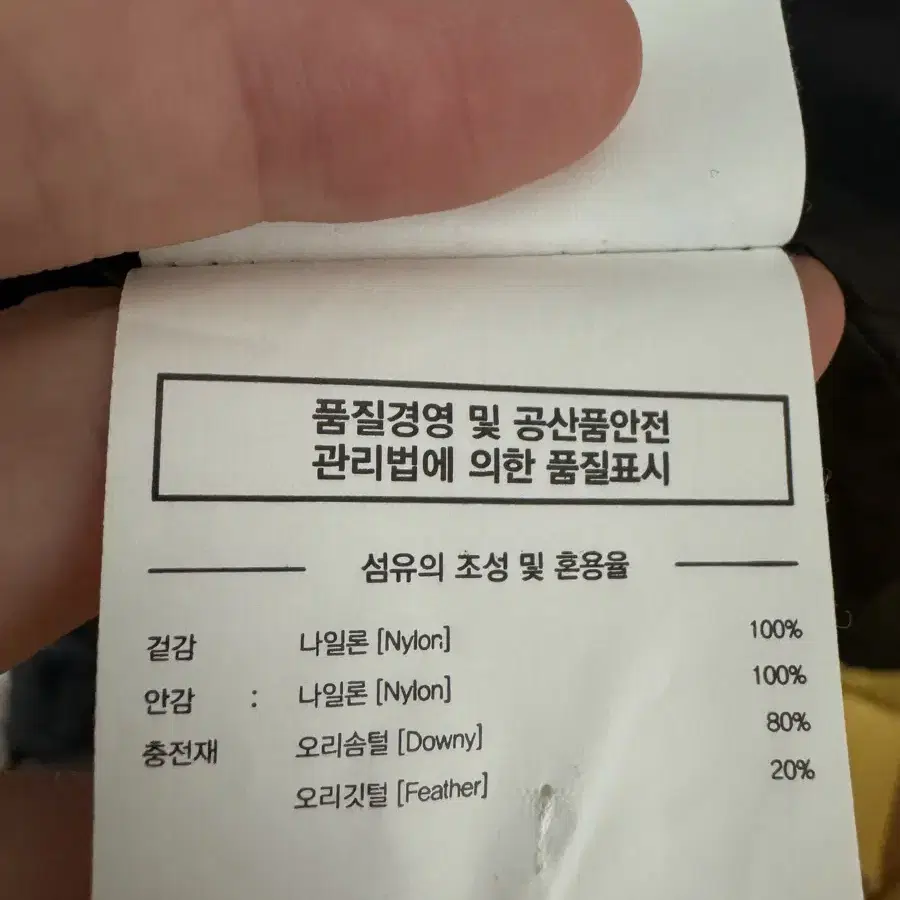 품질경영 및 공산품안전
관리법에 의한 품질표시
섬유의 조성 및 혼용율
겉감 나일론 [Nylon] 100%
안감 : 나일론 [Nylon] 100%
충전재 오리솜털 [Downy] 80%
오리깃털 [Feather] 20%